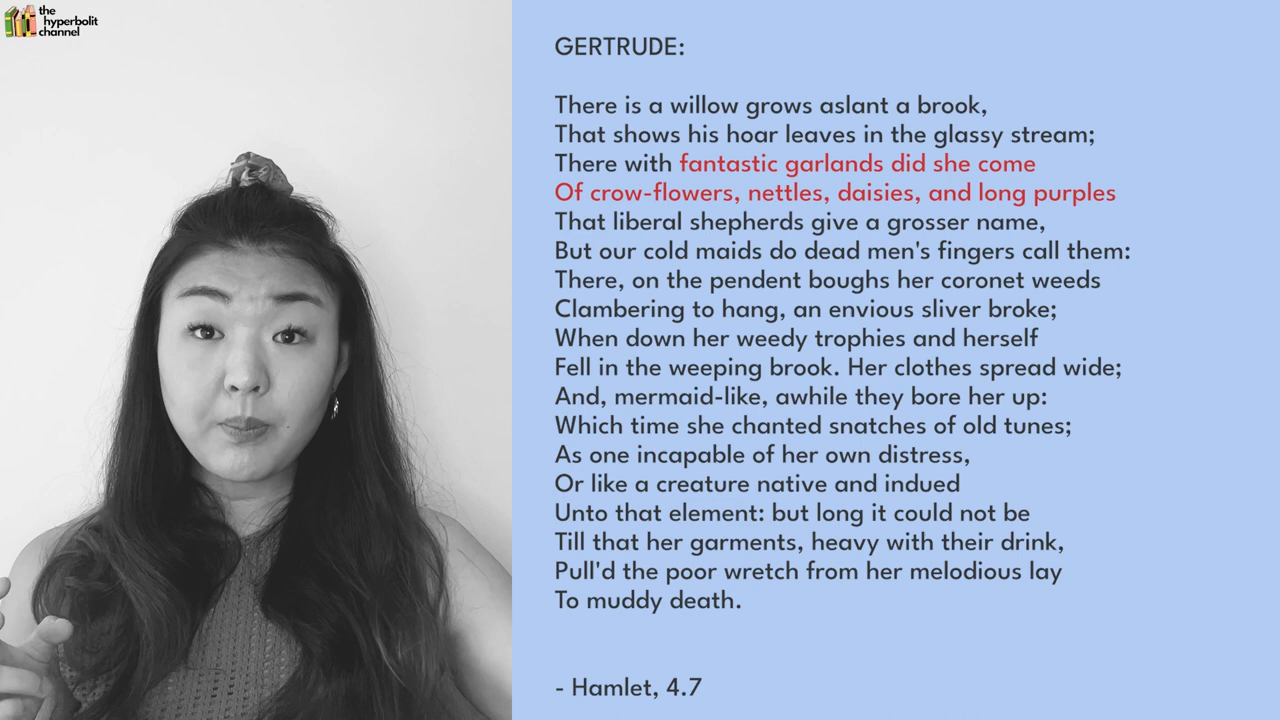 the
hyperbolit
channel
GERTRUDE:
There is a willow grows aslant a brook,
That shows his hoar leaves in the glassy stream;
There with fantastic garlands did she come
Of crow-flowers, nettles, daisies, and long purples
That liberal shepherds give a grosser name,
But our cold maids do dead men's fingers call them:
There, on the pendent boughs her coronet weeds
Clambering to hang, an envious sliver broke;
When down her weedy trophies and herself
Fell in the weeping brook. Her clothes spread wide;
And, mermaid-like, awhile they bore her up:
Which time she chanted snatches of old tunes;
As one incapable of her own distress,
Or like a creature native and indued
Unto that element: but long it could not be
Till that her garments, heavy with their drink,
Pull'd the poor wretch from her melodious lay
To muddy death.
- Hamlet, 4.7